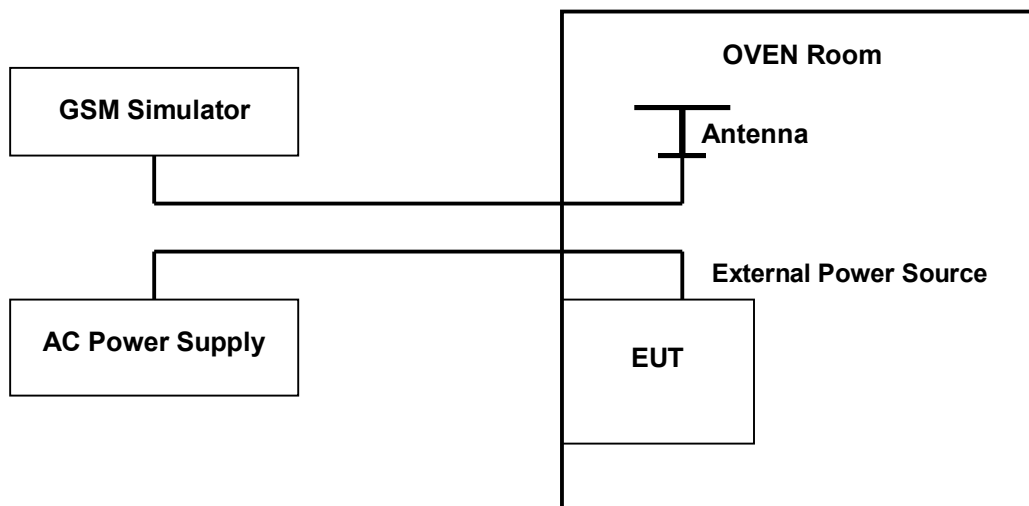 OVEN Room
GSM Simulator
Antenna
External Power Source
AC Power Supply
EUT